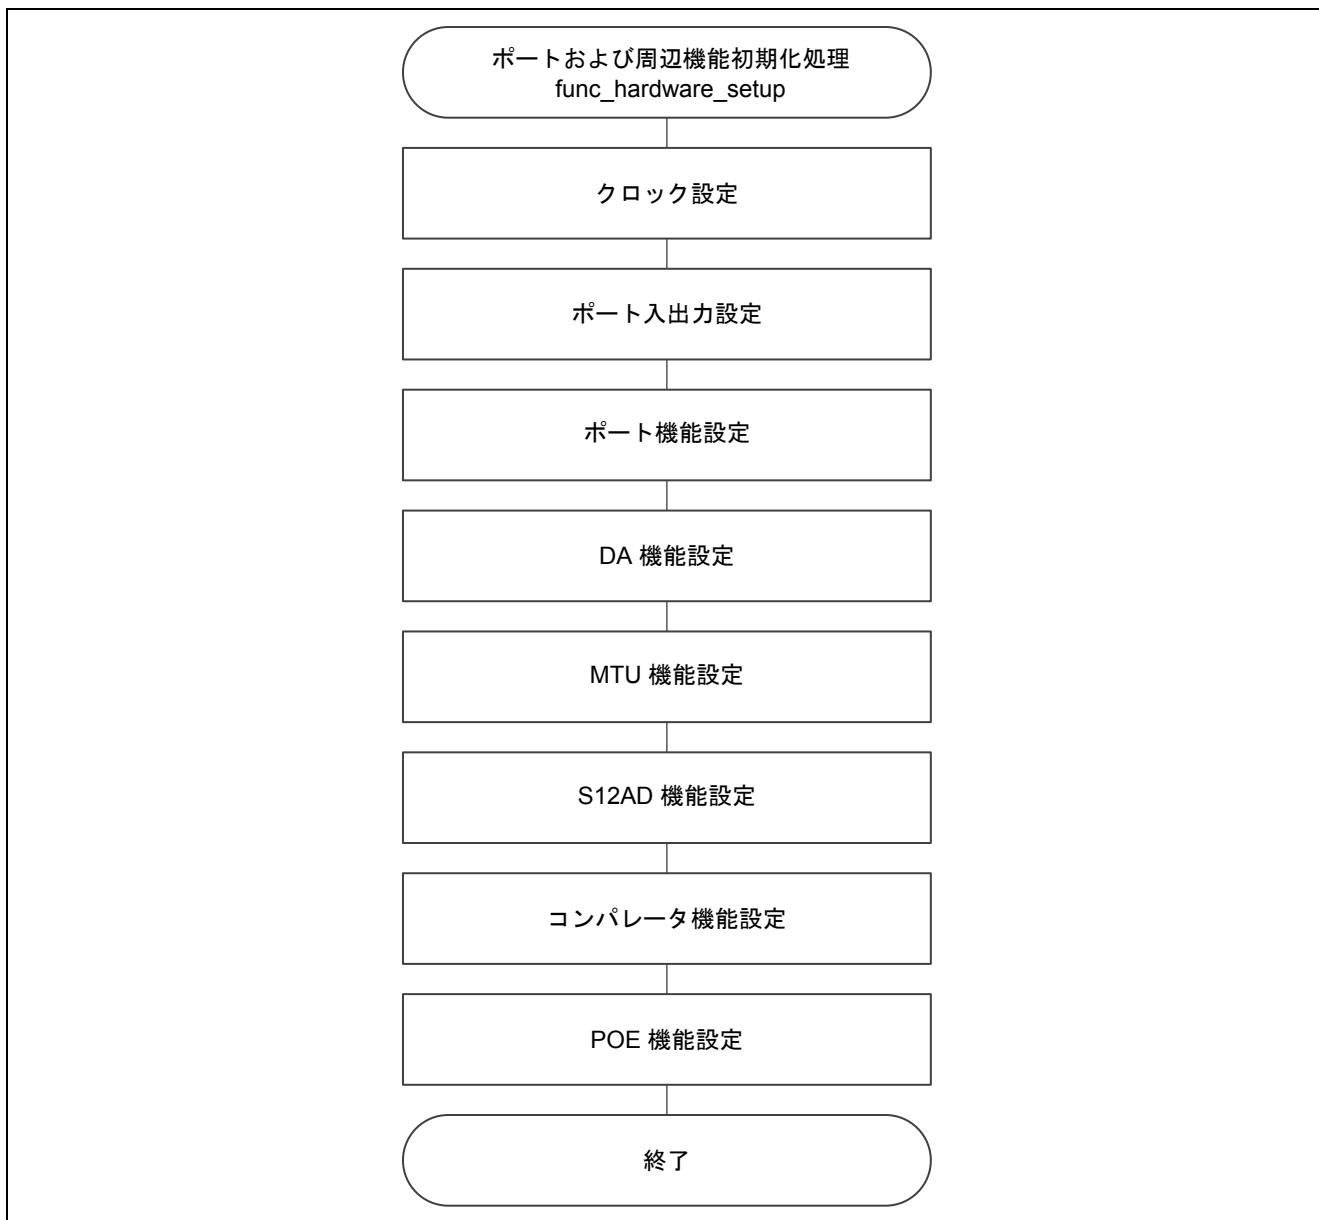 ポートおよび周辺機能初期化処理
func_hardware_setup
クロック設定
ポート入出力設定
ポート機能設定
DA 機能設定
MTU 機能設定
S12AD 機能設定
コンパレータ機能設定
POE 機能設定
終了